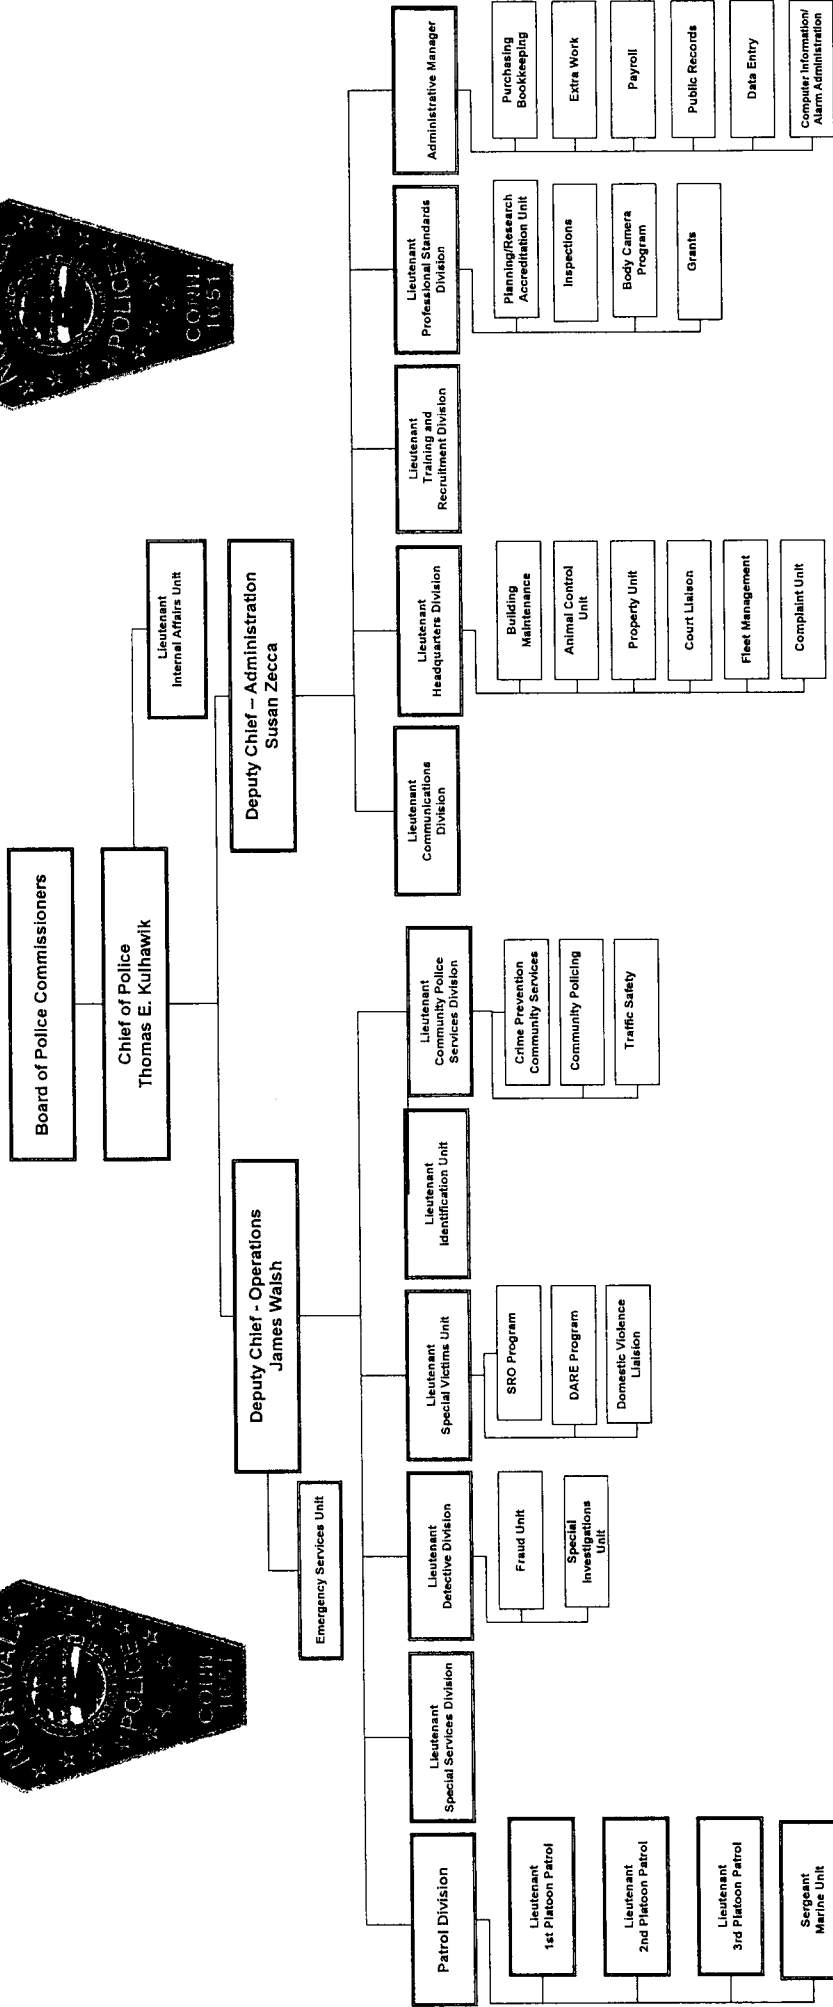 NORWALK
POLICE
CONN
1651
POLICE
CONN
1651
Board of Police Commissioners
Chief of Police
Thomas E. Kulhawik
Lieutenant
Internal Affairs Unit
Deputy Chief - Operations
James Walsh
Deputy Chief – Administration
Susan Zecca
Emergency Services Unit
Patrol Division
Lieutenant
1st Platoon Patrol
Lieutenant
2nd Platoon Patrol
Lieutenant
3rd Platoon Patrol
Sergeant
Marine Unit
Lieutenant
Special Services Division
Lieutenant
Detective Division
Fraud Unit
Special
Investigations
Unit
Lieutenant
Special Victims Unit
SRO Program
DARE Program
Domestic Violence
Liaision
Lieutenant
Identification Unit
Lieutenant
Community Police
Services Division
Crime Prevention
Community Services
Community Policing
Traffic Safety
Lieutenant
Communications
Division
Lieutenant
Headquarters Division
Building
Maintenance
Animal Control
Unit
Property Unit
Court Liaison
Fleet Management
Complaint Unit
Lieutenant
Training and
Recruitment Division
Lieutenant
Professional Standards
Division
Planning/Research
Accreditation Unit
Inspections
Body Camera
Program
Grants
Administrative Manager
Purchasing
Bookkeeping
Extra Work
Payroll
Public Records
Data Entry
Computer Information/
Alarm Administration